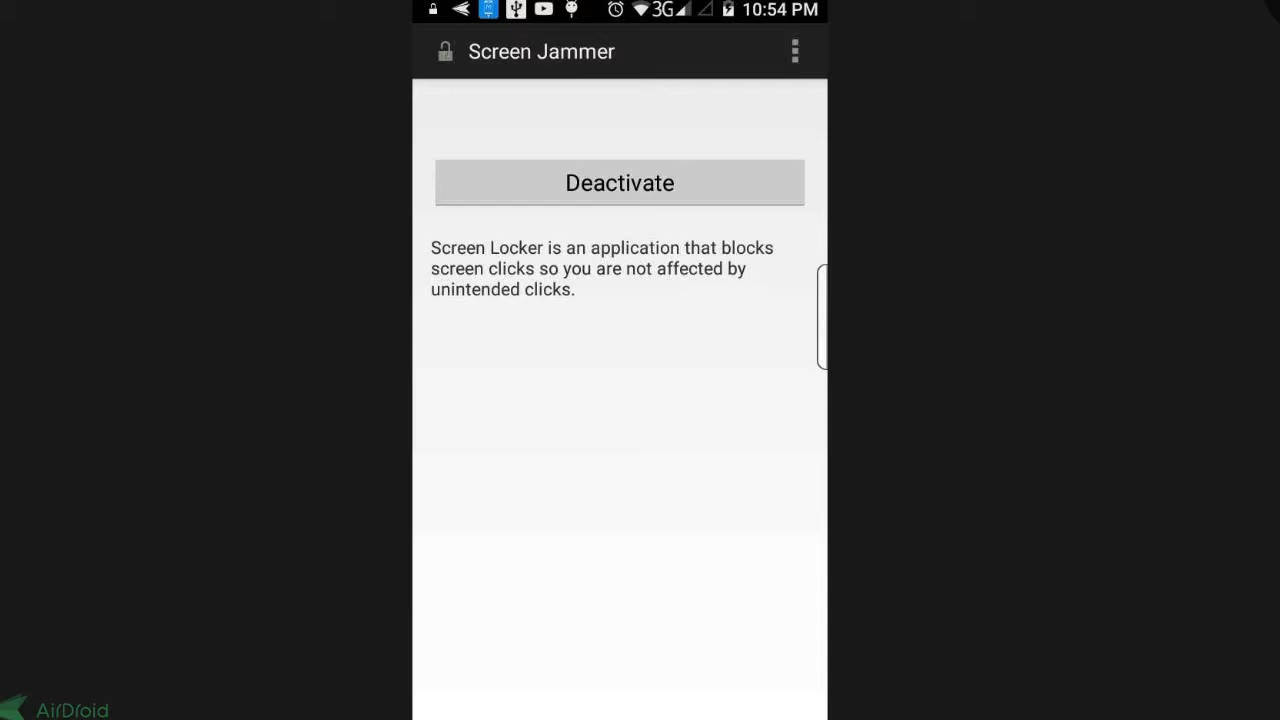 3G 10:54 PM
Screen Jammer
Deactivate
Screen Locker is an application that blocks
screen clicks so you are not affected by
unintended clicks.
AirDroid